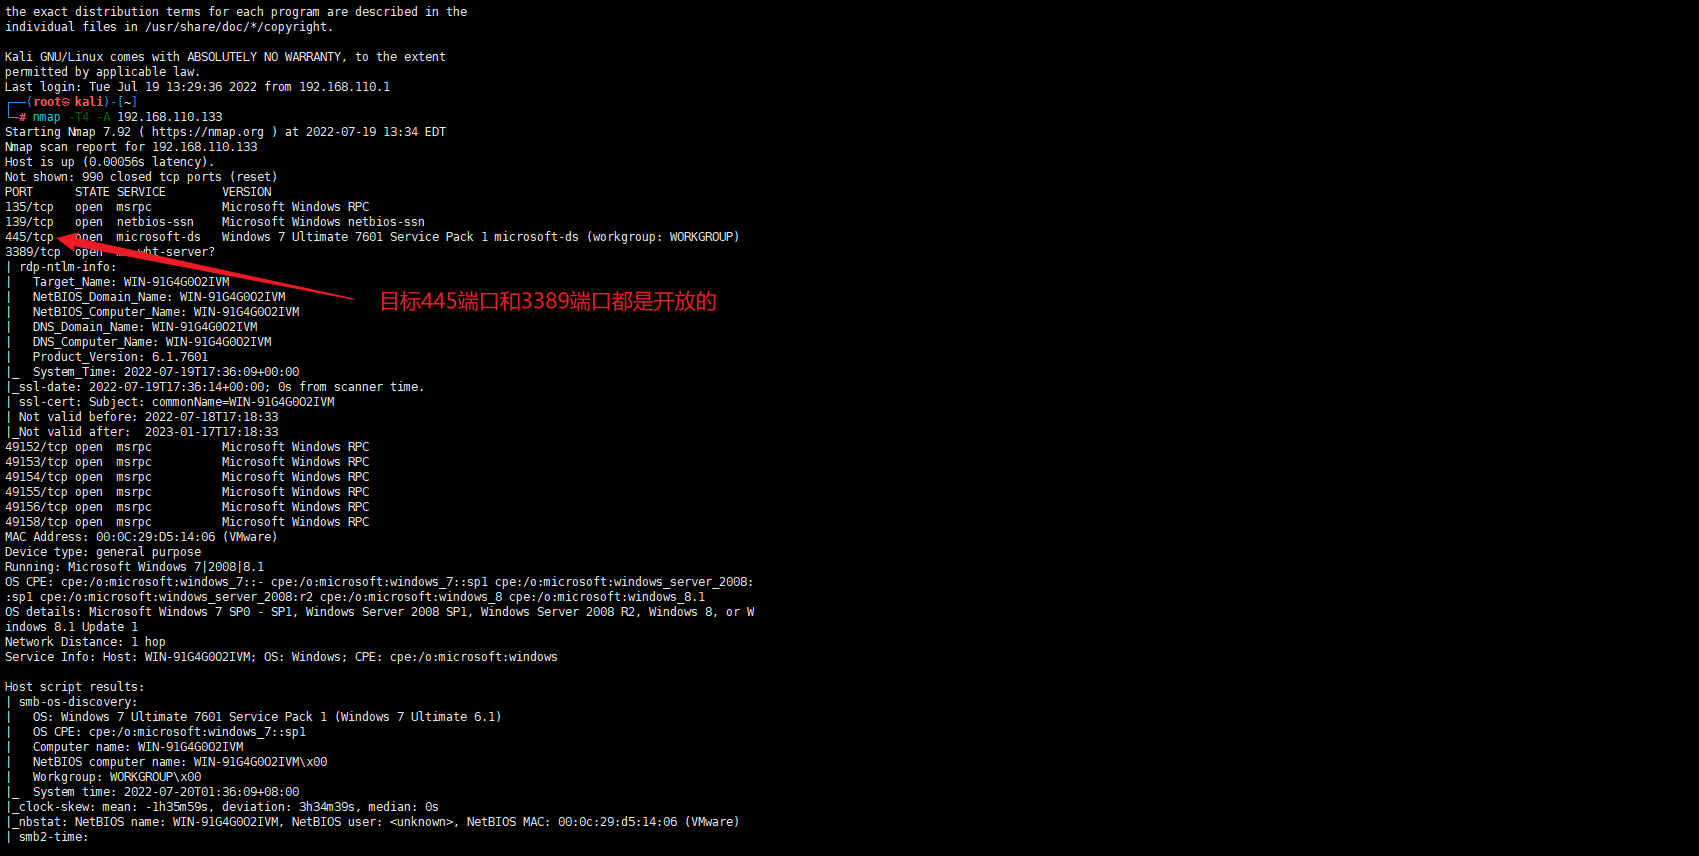 the exact distribution terms for each program are described in the
individual files in /usr/share/doc/*/copyright.
Kali GNU/Linux comes with ABSOLUTELY NO WARRANTY, to the extent
permitted by applicable law.
Last login: Tue Jul 19 13:29:36 2022 from 192.168.110.1
┌──(root㉿kali)-[~]
└─# nmap -T4 -A 192.168.110.133
Starting Nmap 7.92 ( https://nmap.org ) at 2022-07-19 13:34 EDT
Nmap scan report for 192.168.110.133
Host is up (0.00056s latency).
Not shown: 990 closed tcp ports (reset)
PORT      STATE SERVICE        VERSION
135/tcp   open  msrpc          Microsoft Windows RPC
139/tcp   open  netbios-ssn    Microsoft Windows netbios-ssn
445/tcp   open  microsoft-ds   Windows 7 Ultimate 7601 Service Pack 1 microsoft-ds (workgroup: WORKGROUP)
3389/tcp  open  ms-wbt-server?
| rdp-ntlm-info:
|   Target_Name: WIN-91G4G0O2IVM
|   NetBIOS_Domain_Name: WIN-91G4G0O2IVM
|   NetBIOS_Computer_Name: WIN-91G4G0O2IVM
目标445端口和3389端口都是开放的
|   DNS_Domain_Name: WIN-91G4G0O2IVM
|   DNS_Computer_Name: WIN-91G4G0O2IVM
|   Product_Version: 6.1.7601
|_  System_Time: 2022-07-19T17:36:09+00:00
|_ssl-date: 2022-07-19T17:36:14+00:00; 0s from scanner time.
| ssl-cert: Subject: commonName=WIN-91G4G0O2IVM
| Not valid before: 2022-07-18T17:18:33
|_Not valid after:  2023-01-17T17:18:33
49152/tcp open  msrpc          Microsoft Windows RPC
49153/tcp open  msrpc          Microsoft Windows RPC
49154/tcp open  msrpc          Microsoft Windows RPC
49155/tcp open  msrpc          Microsoft Windows RPC
49156/tcp open  msrpc          Microsoft Windows RPC
49158/tcp open  msrpc          Microsoft Windows RPC
MAC Address: 00:0C:29:D5:14:06 (VMware)
Device type: general purpose
Running: Microsoft Windows 7|2008|8.1
OS CPE: cpe:/o:microsoft:windows_7::- cpe:/o:microsoft:windows_7::sp1 cpe:/o:microsoft:windows_server_2008:
:sp1 cpe:/o:microsoft:windows_server_2008:r2 cpe:/o:microsoft:windows_8 cpe:/o:microsoft:windows_8.1
OS details: Microsoft Windows 7 SP0 - SP1, Windows Server 2008 SP1, Windows Server 2008 R2, Windows 8, or W
indows 8.1 Update 1
Network Distance: 1 hop
Service Info: Host: WIN-91G4G0O2IVM; OS: Windows; CPE: cpe:/o:microsoft:windows
Host script results:
| smb-os-discovery:
|   OS: Windows 7 Ultimate 7601 Service Pack 1 (Windows 7 Ultimate 6.1)
|   OS CPE: cpe:/o:microsoft:windows_7::sp1
|   Computer name: WIN-91G4G0O2IVM
|   NetBIOS computer name: WIN-91G4G0O2IVM\x00
|   Workgroup: WORKGROUP\x00
|_  System time: 2022-07-20T01:36:09+08:00
|_clock-skew: mean: -1h35m59s, deviation: 3h34m39s, median: 0s
|_nbstat: NetBIOS name: WIN-91G4G0O2IVM, NetBIOS user: <unknown>, NetBIOS MAC: 00:0c:29:d5:14:06 (VMware)
| smb2-time: